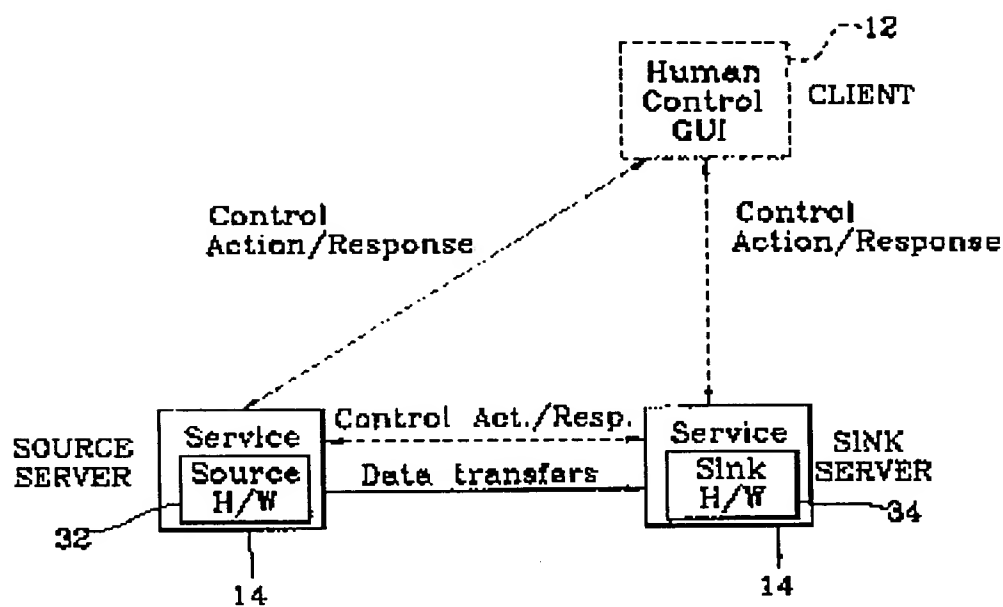 12
Human
Control
GUI
CLIENT
Control
Action/Response
Control
Action/Response
SOURCE
SERVER
Service
Source
H/W
Control Act./Resp.
Data transfers
Service
Sink
H/W
SINK
SERVER
32
34
14
14